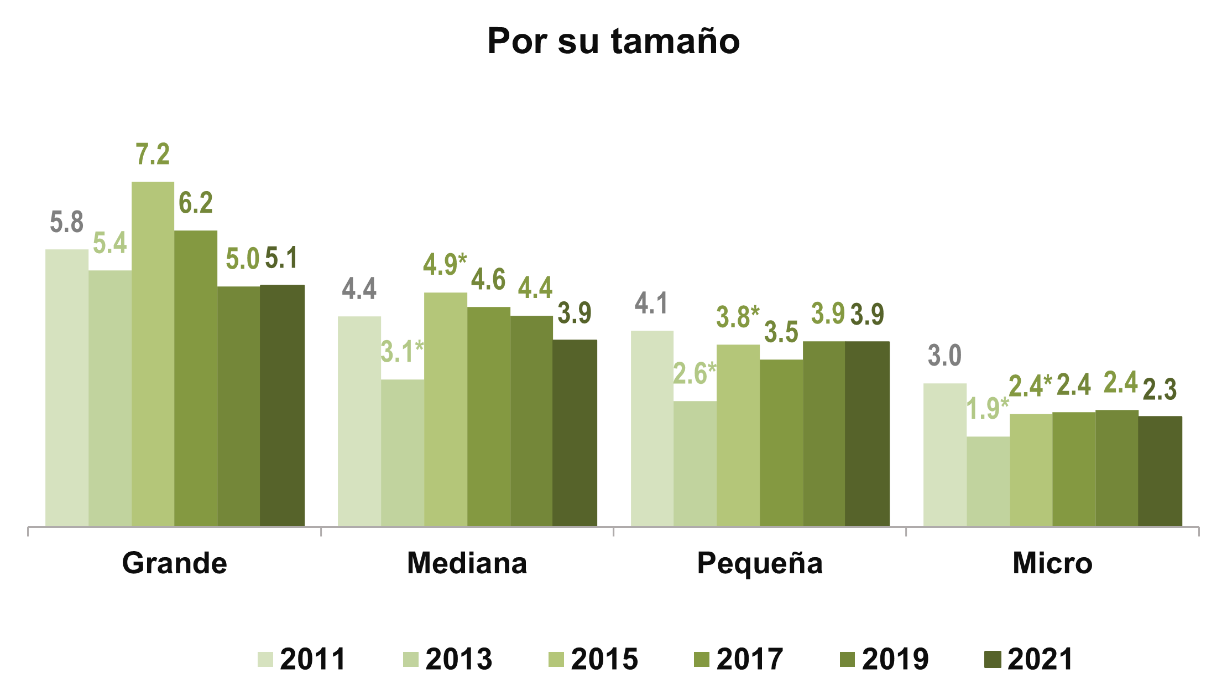 Por su tamaño
5.8 5.4 7.2 6.2 5.0 5.1
4.4 3.1* 4.9* 4.6 4.4 3.9
4.1 2.6* 3.8* 3.5 3.9 3.9
3.0 1.9* 2.4* 2.4 2.4 2.3
Grande Mediana Pequeña Micro
2011 2013 2015 2017 2019 2021